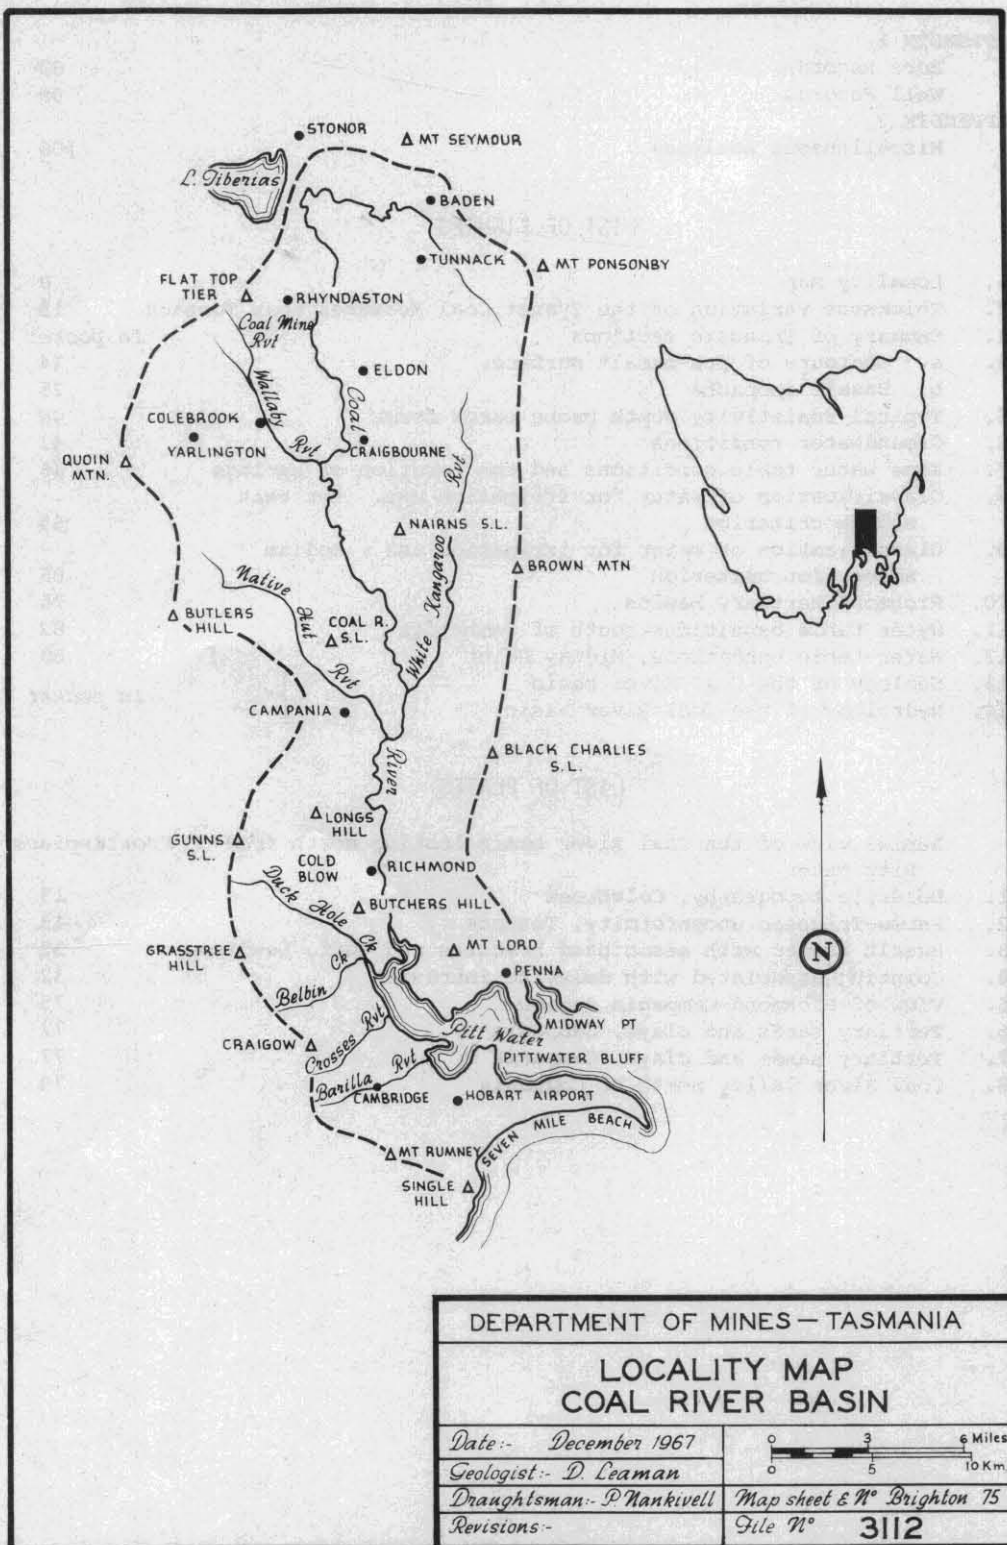 STONOR
MT SEYMOUR
L. Tiberias
BADEN
TUNNACK
MT PONSONBY
FLAT TOP
TIER
RHYNDASTON
Coal Mine
Rvt
ELDON
Wallaby
Rvt
Coal
COLEBROOK
YARLINGTON
CRAIGBOURNE
QUOIN
MTN.
Rvt
NAIRNS S.L.
Kangaroo
White
BROWN MTN
Native
Hut
Rvt
BUTLERS
HILL
COAL R.
S.L.
CAMPANIA
River
BLACK CHARLIES
S.L.
LONGS
HILL
GUNNS
S.L.
COLD
BLOW
RICHMOND
Duck Hole
Ck
BUTCHERS HILL
GRASSTREE
HILL
MT LORD
PENNA
Ck
Belbin
N
MIDWAY PT
Pitt Water
CRAIGOW
Crosses
Rvt
PITTWATER BLUFF
Barilla
Rvt
CAMBRIDGE
HOBART AIRPORT
SEVEN MILE BEACH
MT RUMNEY
SINGLE
HILL
DEPARTMENT OF MINES — TASMANIA
LOCALITY MAP
COAL RIVER BASIN
Date:- December 1967
0 3 6 Miles
0 5 10 Km
Geologist:- D. Leaman
Draughtsman:- P Nankivell
Map sheet & Nº Brighton 75
Revisions:-
File Nº 3112